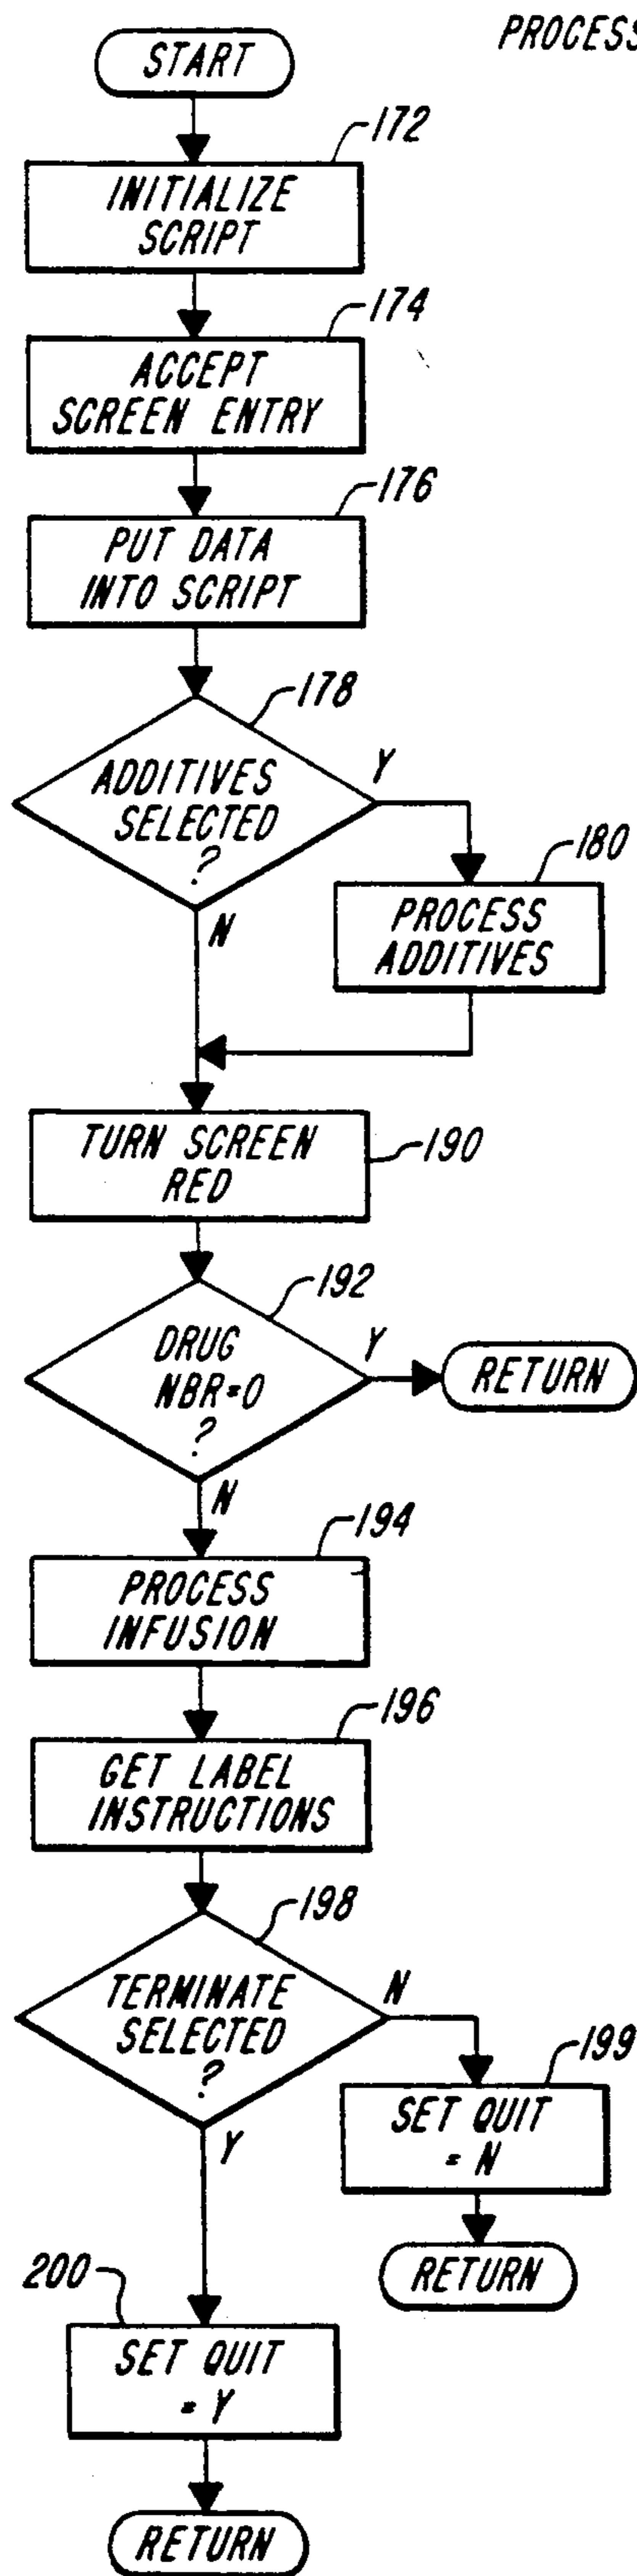 PROCESS
START
172
INITIALIZE
SCRIPT
174
ACCEPT
SCREEN ENTRY
176
PUT DATA
INTO SCRIPT
178
ADDITIVES
SELECTED
?
Y
N
180
PROCESS
ADDITIVES
TURN SCREEN
RED
190
192
DRUG
NBR=0
?
Y
RETURN
N
194
PROCESS
INFUSION
196
GET LABEL
INSTRUCTIONS
198
TERMINATE
SELECTED
?
N
Y
199
SET QUIT
= N
RETURN
200
SET QUIT
= Y
RETURN